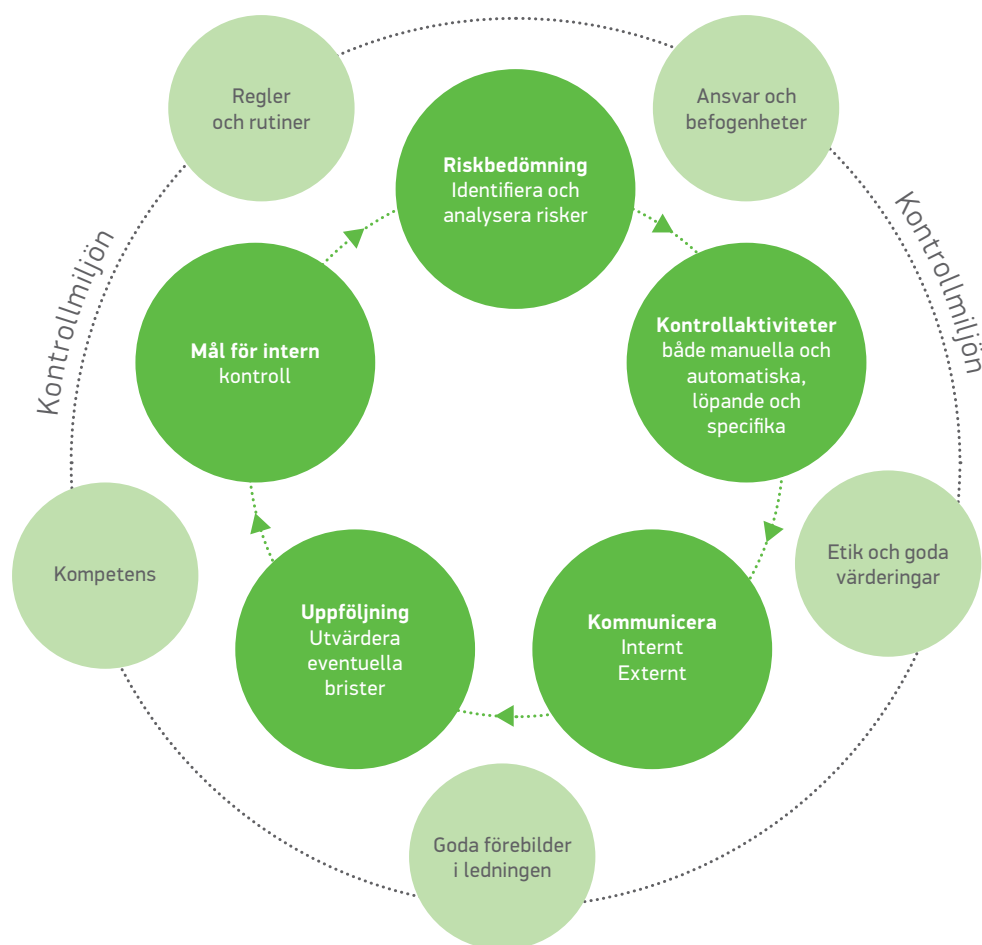 Regler
och rutiner
Ansvar och
befogenheter
Riskbedömning
Identifiera och
analysera risker
Kontrollmiljön
Kontrollmiljön
Mål för intern
kontroll
Kontrollaktiviteter
både manuella och
automatiska,
löpande och
specifika
Kompetens
Etik och goda
värderingar
Uppföljning
Utvärdera
eventuella
brister
Kommunicera
Internt
Externt
Goda förebilder
i ledningen